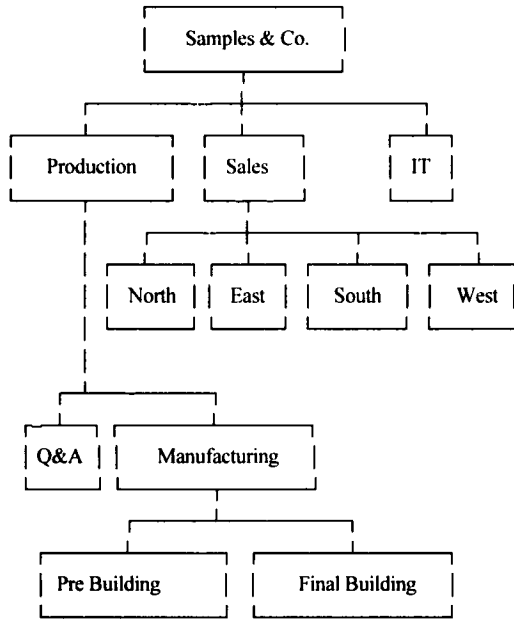 Samples & Co.
Production
Sales
IT
North
East
South
West
Q&A
Manufacturing
Pre Building
Final Building